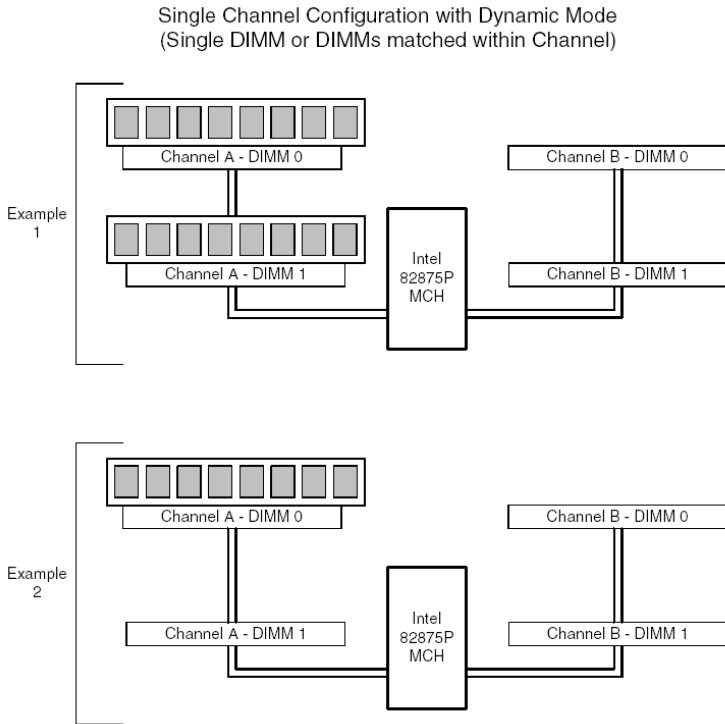 Single Channel Configuration with Dynamic Mode
(Single DIMM or DIMMs matched within Channel)
Example
1
Channel A - DIMM 0
Channel A - DIMM 1
Intel
82875P
MCH
Channel B - DIMM 0
Channel B - DIMM 1
Example
2
Channel A - DIMM 0
Channel A - DIMM 1
Intel
82875P
MCH
Channel B - DIMM 0
Channel B - DIMM 1